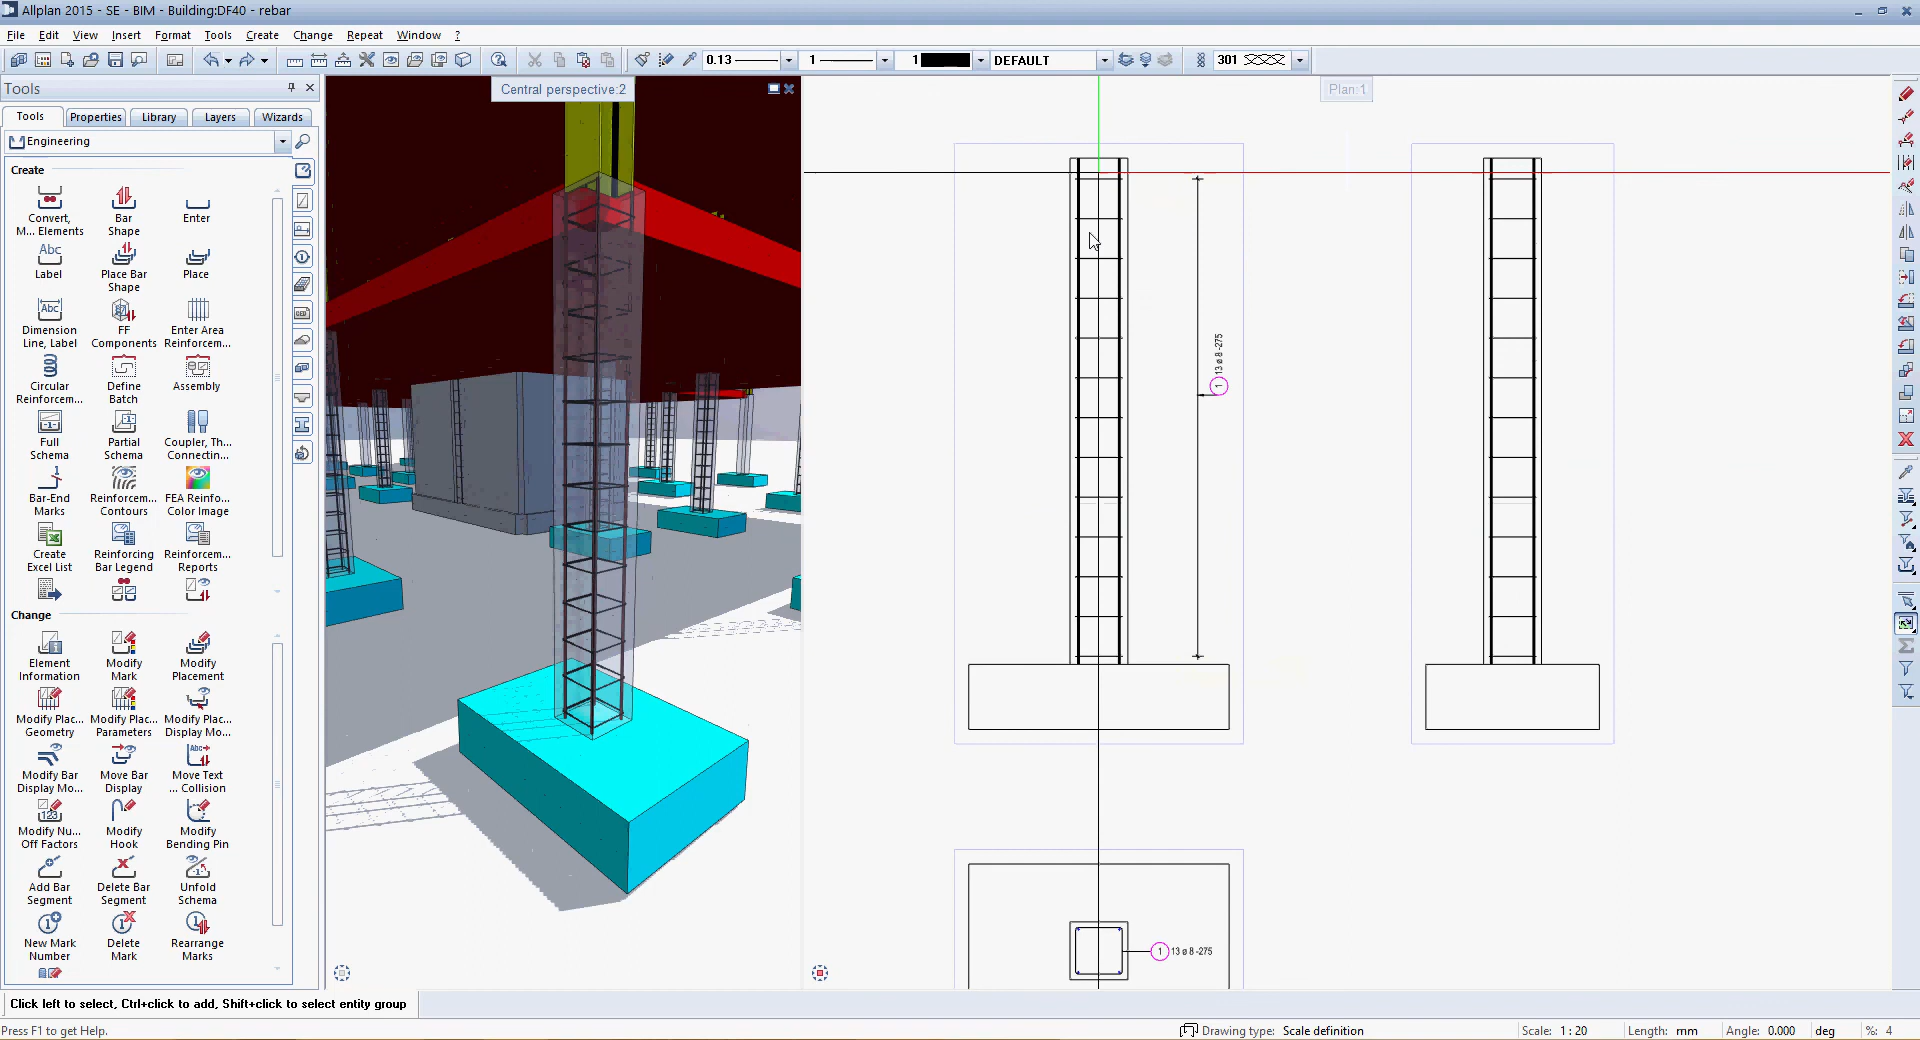 Allplan 2015 - SE - BIM - Building:DF40 - rebar
File Edit View Insert Format Tools Create Change Repeat Window ?
0.13 1 1 DEFAULT 301
Tools
Tools Properties Library Layers Wizards
Engineering
Create
Convert, M... Elements
Bar Shape
Enter
Abc Label
Place Bar Shape
Place
Abc Dimension Line, Label
FF Components
Enter Area Reinforcem...
Circular Reinforcem...
Define Batch
Assembly
Full Schema
Partial Schema
Coupler, Th... Connectin...
Bar-End Marks
Reinforcem... Contours
FEA Reinfo... Color Image
Create Excel List
Reinforcing Bar Legend
Reinforcem... Reports
Change
Element Information
Modify Mark
Modify Placement
Modify Plac... Geometry
Modify Plac... Parameters
Modify Plac... Display Mo...
Modify Bar Display Mo...
Move Bar Display
Abc Move Text ... Collision
123 Modify Nu... Off Factors
Modify Hook
Modify Bending Pin
Add Bar Segment
Delete Bar Segment
Unfold Schema
New Mark Number
Delete Mark
Rearrange Marks
Central perspective:2
Plan:1
1 13 ø 8 -275
1 13 ø 8 -275
Click left to select, Ctrl+click to add, Shift+click to select entity group
Press F1 to get Help.
Drawing type: Scale definition Scale: 1 : 20 Length: mm Angle: 0.000 deg %: 4